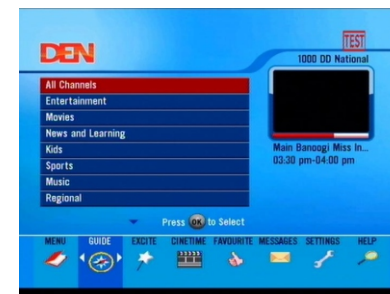 TEST
DEN
1000 DD National
All Channels
Entertainment
Movies
News and Learning
Kids
Sports
Music
Regional
Main Banoogi Miss In...
03:30 pm-04:00 pm
Press OK to Select
MENU GUIDE EXCITE CINETIME FAVOURITE MESSAGES SETTINGS HELP